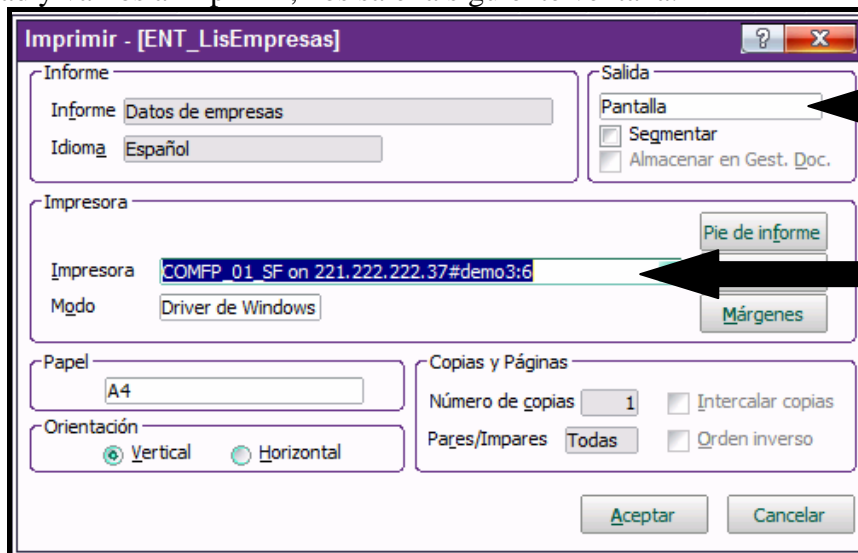 Imprimir - [ENT_LisEmpresas]
Informe
Informe Datos de empresas
Idioma Español
Salida
Pantalla
Segmentar
Almacenar en Gest. Doc.
Impresora
Pie de informe
Impresora COMFP_01_SF on 221.222.222.37#demo3:6
Modo Driver de Windows
Márgenes
Papel
A4
Orientación
Vertical Horizontal
Copias y Páginas
Número de copias 1 Intercalar copias
Pares/Impares Todas Orden inverso
Aceptar Cancelar